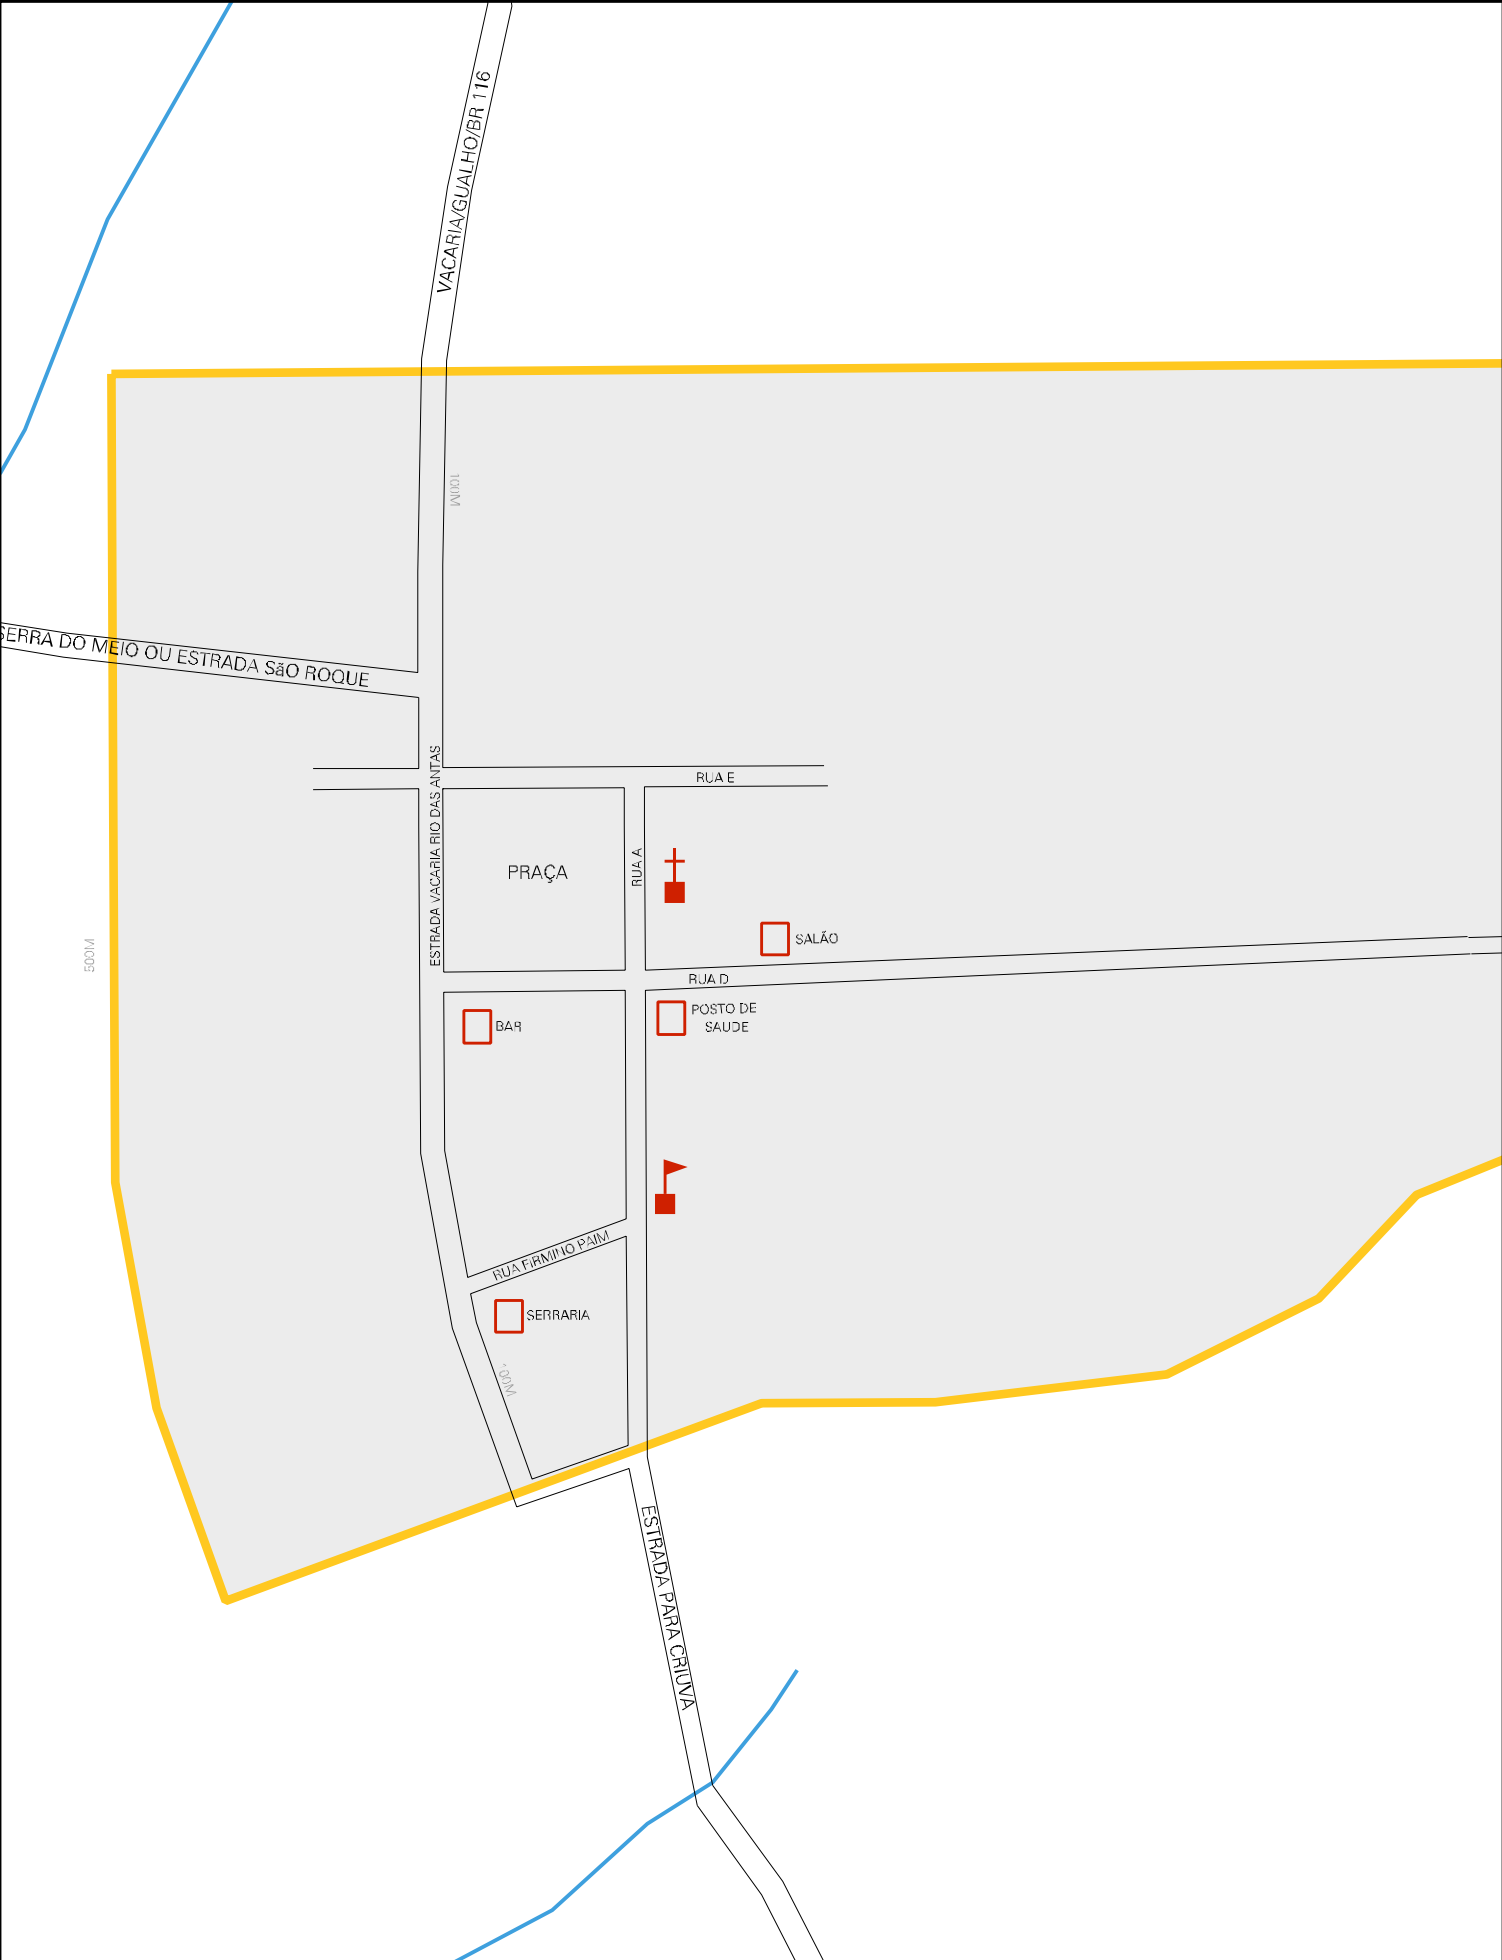 VACARIA/GUALHO/BR 116
100M
SERRA DO MEIO OU ESTRADA SãO ROQUE
ESTRADA VACARIA RIO DAS ANTAS
RUA E
PRAÇA
RUA A
500M
SALÃO
RUA D
POSTO DE
SAUDE
BAR
RUA FIRMINO PAIM
SERRARIA
100M
ESTRADA PARA CRIUVA